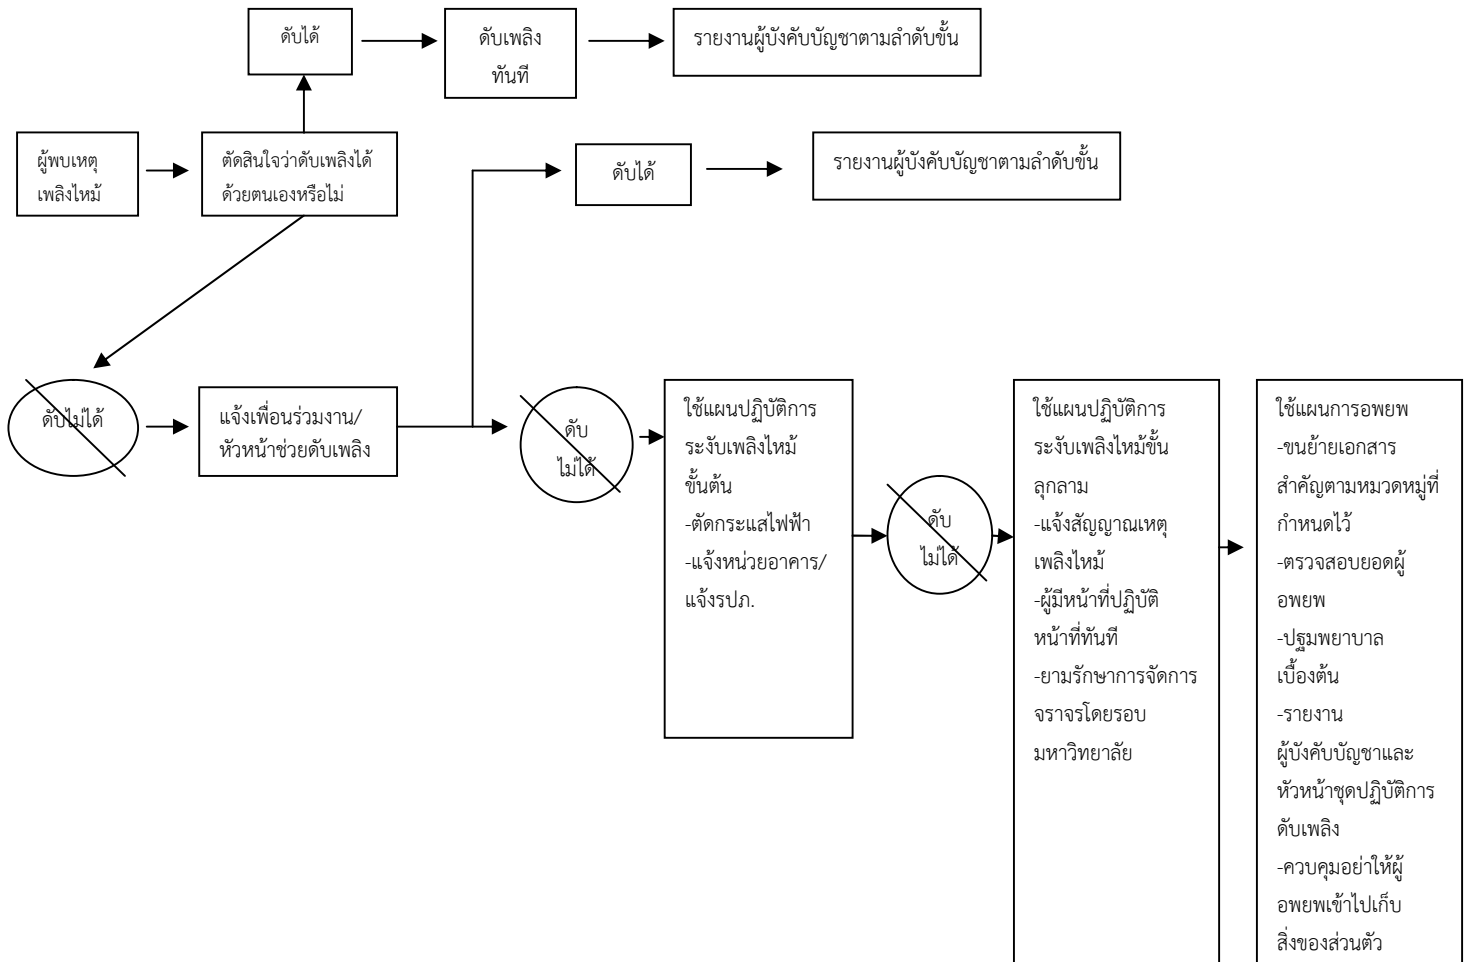 ดับได้
ดับเพลิง
ทันที
รายงานผู้บังคับบัญชาตามลำดับขั้น
ผู้พบเหตุ
เพลิงไหม้
ตัดสินใจว่าดับเพลิงได้
ด้วยตนเองหรือไม่
ดับได้
รายงานผู้บังคับบัญชาตามลำดับขั้น
ดับไม่ได้
แจ้งเพื่อนร่วมงาน/
หัวหน้าช่วยดับเพลิง
ดับ
ไม่ได้
ใช้แผนปฏิบัติการ
ระงับเพลิงไหม้
ขั้นต้น
-ตัดกระแสไฟฟ้า
-แจ้งหน่วยอาคาร/
แจ้งรปภ.
ดับ
ไม่ได้
ใช้แผนปฏิบัติการ
ระงับเพลิงไหม้ขั้น
ลุกลาม
-แจ้งสัญญาณเหตุ
เพลิงไหม้
-ผู้มีหน้าที่ปฏิบัติ
หน้าที่ทันที
-ยามรักษาการจัดการ
จราจรโดยรอบ
มหาวิทยาลัย
ใช้แผนการอพยพ
-ขนย้ายเอกสาร
สำคัญตามหมวดหมู่ที่
กำหนดไว้
-ตรวจสอบยอดผู้
อพยพ
-ปฐมพยาบาล
เบื้องต้น
-รายงาน
ผู้บังคับบัญชาและ
หัวหน้าชุดปฏิบัติการ
ดับเพลิง
-ควบคุมอย่าให้ผู้
อพยพเข้าไปเก็บ
สิ่งของส่วนตัว